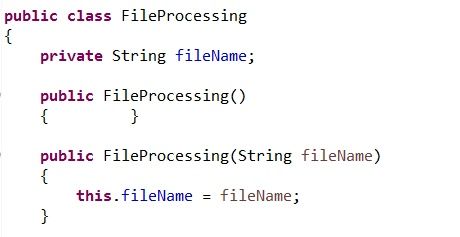 public class FileProcessing
{
    private String fileName;
    public FileProcessing()
    {         }
    public FileProcessing(String fileName)
    {
        this.fileName = fileName;
    }